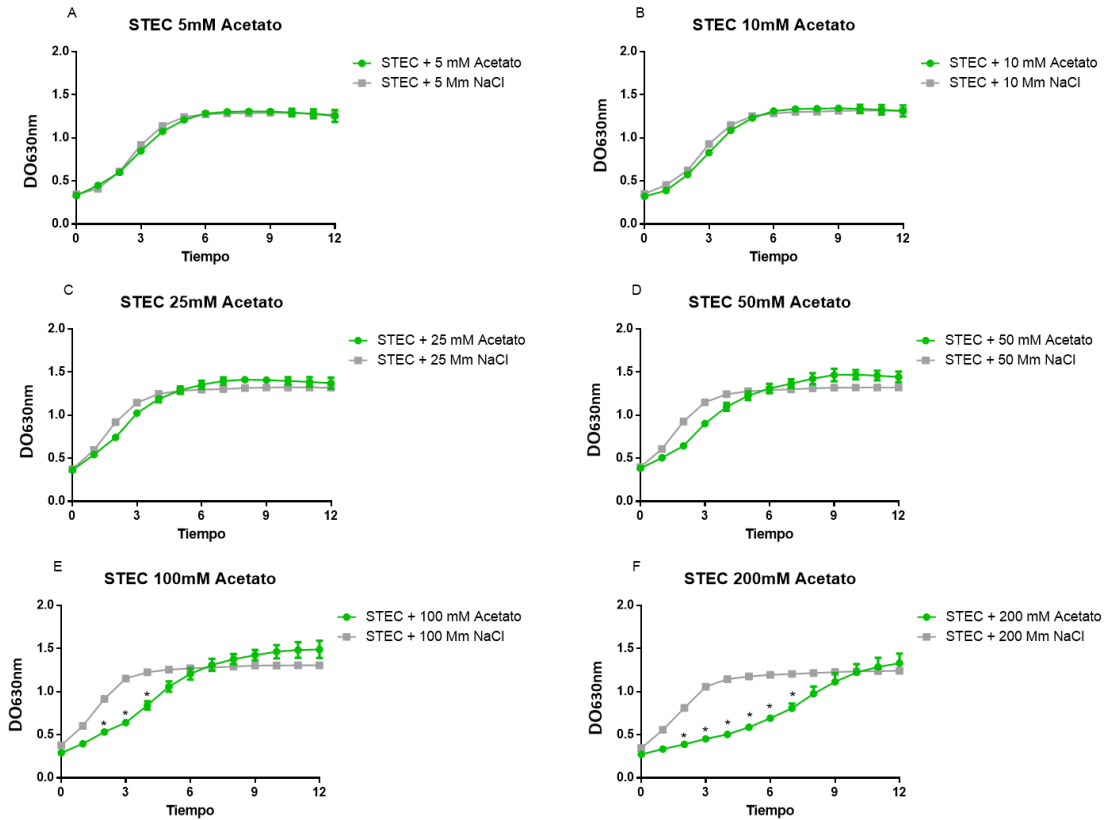 A
STEC 5mM Acetato
2.0
1.5
1.0
0.5
0.0
DO630nm
0 3 6 9 12
Tiempo
STEC + 5 mM Acetato
STEC + 5 Mm NaCl
B
STEC 10mM Acetato
2.0
1.5
1.0
0.5
0.0
DO630nm
0 3 6 9 12
Tiempo
STEC + 10 mM Acetato
STEC + 10 Mm NaCl
C
STEC 25mM Acetato
2.0
1.5
1.0
0.5
0.0
DO630nm
0 3 6 9 12
Tiempo
STEC + 25 mM Acetato
STEC + 25 Mm NaCl
D
STEC 50mM Acetato
2.0
1.5
1.0
0.5
0.0
DO630nm
0 3 6 9 12
Tiempo
STEC + 50 mM Acetato
STEC + 50 Mm NaCl
E
STEC 100mM Acetato
2.0
1.5
1.0
0.5
0.0
DO630nm
* * *
0 3 6 9 12
Tiempo
STEC + 100 mM Acetato
STEC + 100 Mm NaCl
F
STEC 200mM Acetato
2.0
1.5
1.0
0.5
0.0
DO630nm
* * * * * *
0 3 6 9 12
Tiempo
STEC + 200 mM Acetato
STEC + 200 Mm NaCl